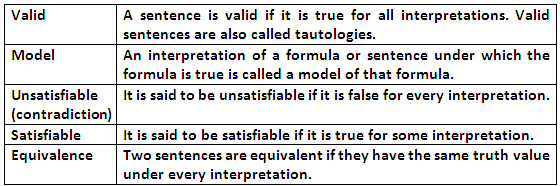 Valid A sentence is valid if it is true for all interpretations. Valid
sentences are also called tautologies.
Model An interpretation of a formula or sentence under which the
formula is true is called a model of that formula.
Unsatisfiable It is said to be unsatisfiable if it is false for every interpretation.
(contradiction)
Satisfiable It is said to be satisfiable if it is true for some interpretation.
Equivalence Two sentences are equivalent if they have the same truth value
under every interpretation.